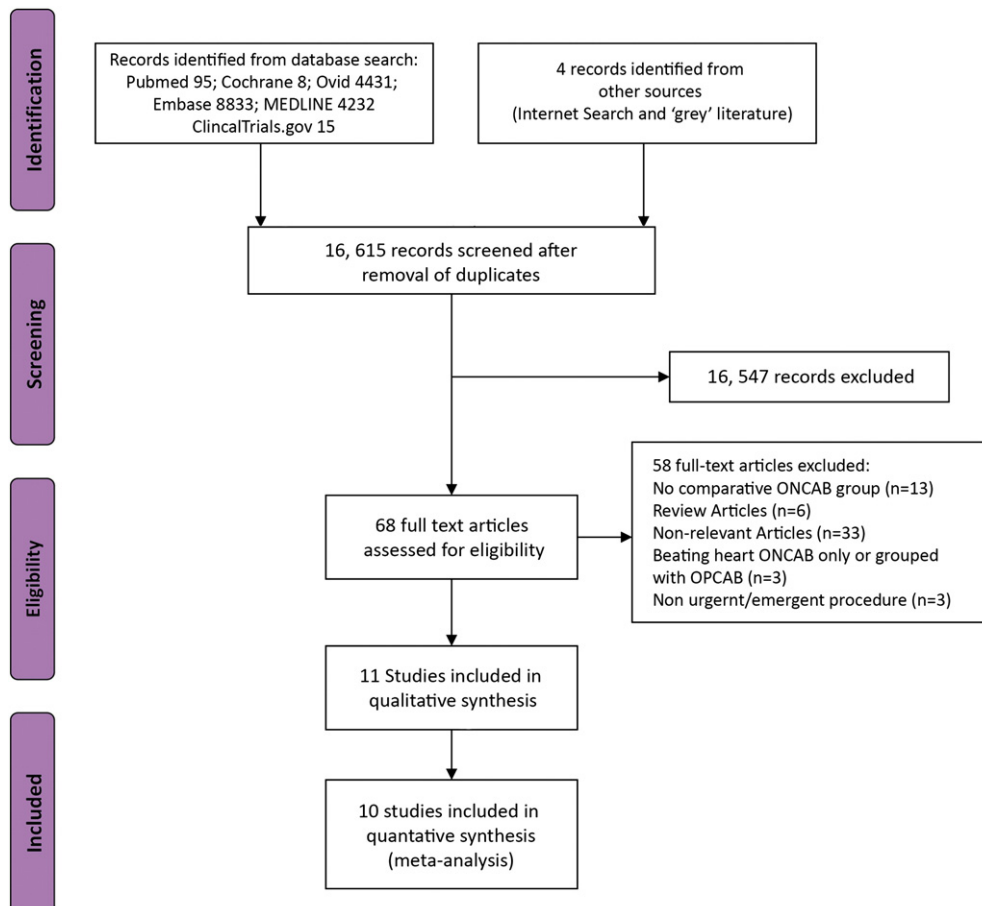 Identification
Records identified from database search:
Pubmed 95; Cochrane 8; Ovid 4431;
Embase 8833; MEDLINE 4232
ClincalTrials.gov 15
4 records identified from
other sources
(Internet Search and ‘grey’ literature)
Screening
16, 615 records screened after
removal of duplicates
16, 547 records excluded
Eligibility
68 full text articles
assessed for eligibility
58 full-text articles excluded:
No comparative ONCAB group (n=13)
Review Articles (n=6)
Non-relevant Articles (n=33)
Beating heart ONCAB only or grouped
with OPCAB (n=3)
Non urgernt/emergent procedure (n=3)
11 Studies included in
qualitative synthesis
Included
10 studies included in
quantative synthesis
(meta-analysis)